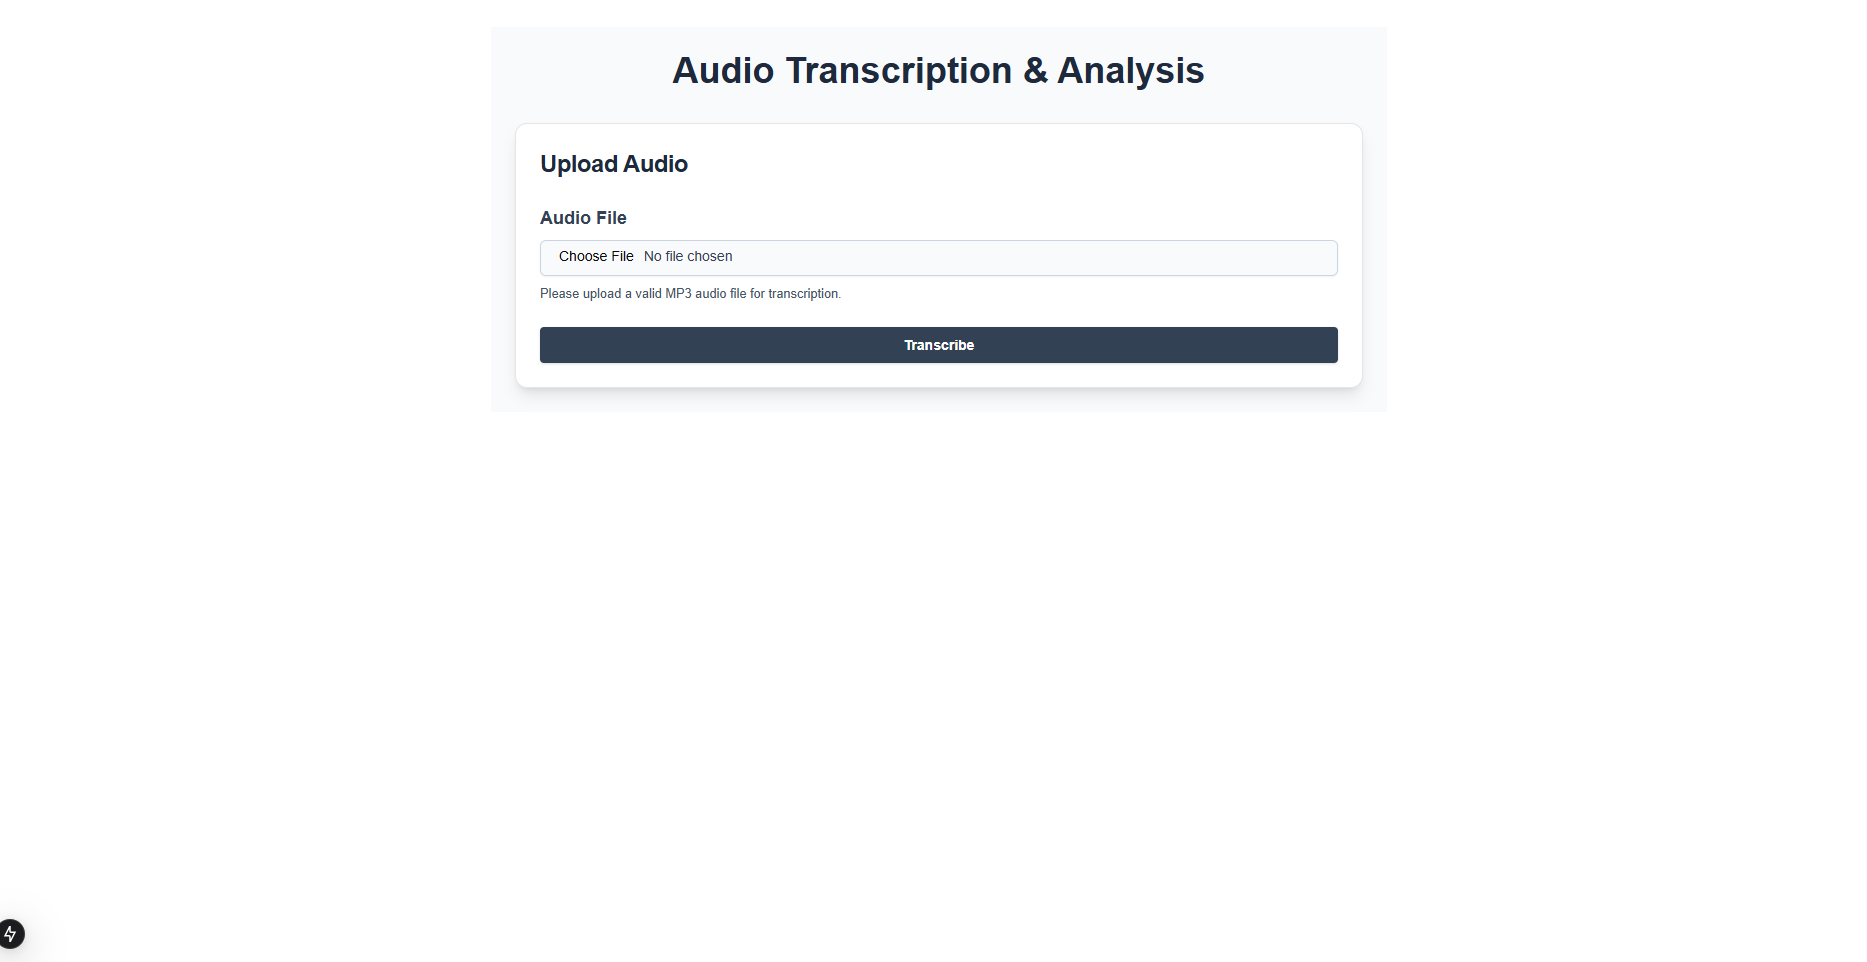 Audio Transcription & Analysis
Upload Audio
Audio File
Choose File No file chosen
Please upload a valid MP3 audio file for transcription.
Transcribe